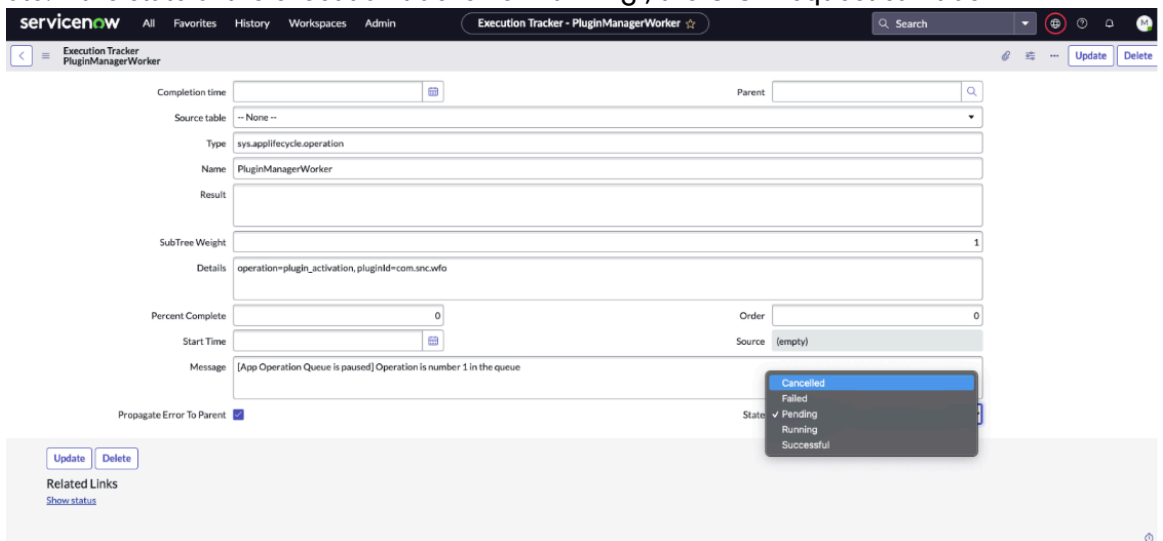 servicenow All Favorites History Workspaces Admin Execution Tracker - PluginManagerWorker Search M
Execution Tracker
PluginManagerWorker
Update Delete
Completion time Parent
Source table -- None --
Type sys.applifecycle.operation
Name PluginManagerWorker
Result
SubTree Weight 1
Details operation=plugin_activation, pluginId=com.snc.wfo
Percent Complete 0 Order 0
Start Time Source (empty)
Message [App Operation Queue is paused] Operation is number 1 in the queue
Cancelled
Failed
Propagate Error To Parent State ✓ Pending
Running
Successful
Update Delete
Related Links
Show status